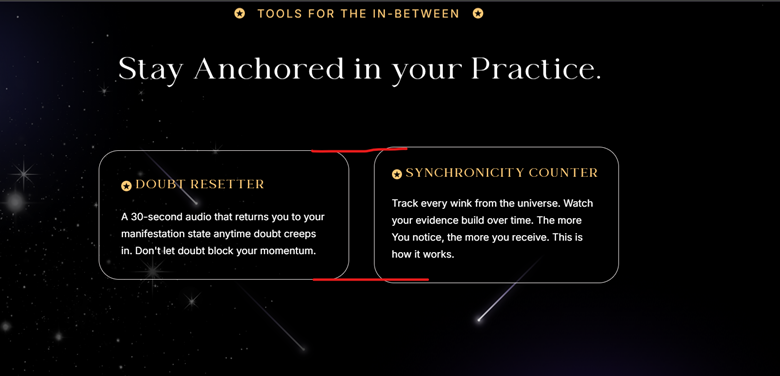 TOOLS FOR THE IN-BETWEEN
Stay Anchored in your Practice.
DOUBT RESETTER
A 30-second audio that returns you to your
manifestation state anytime doubt creeps
in. Don't let doubt block your momentum.
SYNCHRONICITY COUNTER
Track every wink from the universe. Watch
your evidence build over time. The more
You notice, the more you receive. This is
how it works.